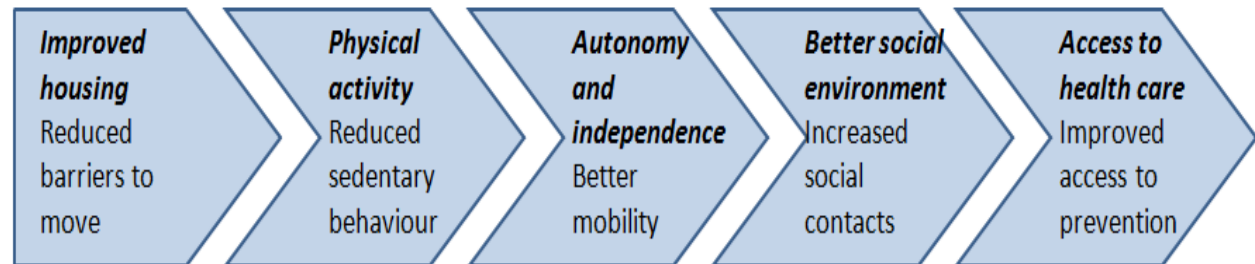 Improved
housing
Reduced
barriers to
move
Physical
activity
Reduced
sedentary
behaviour
Autonomy
and
independence
Better
mobility
Better social
environment
Increased
social
contacts
Access to
health care
Improved
access to
prevention